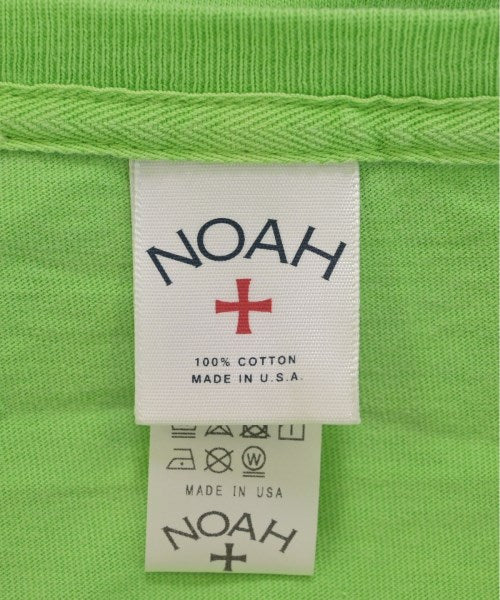 NOAH
100% COTTON
MADE IN U.S.A.
W
MADE IN USA
NOAH